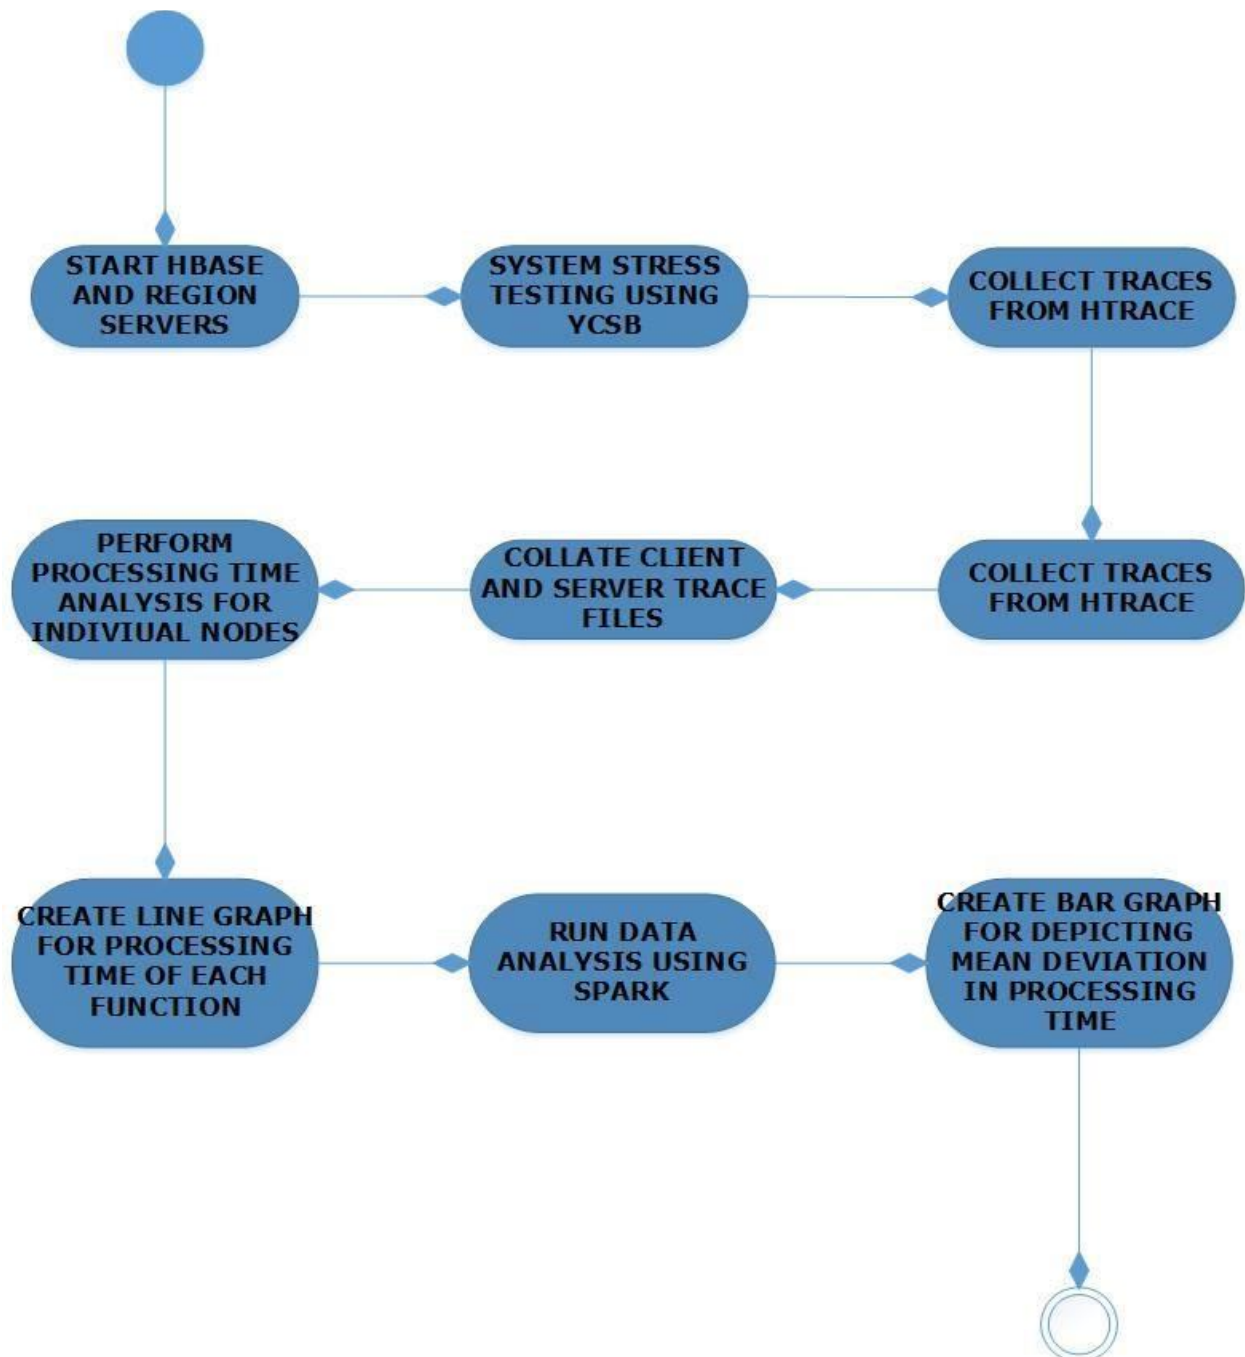 START HBASE
AND REGION
SERVERS
SYSTEM STRESS
TESTING USING
YCSB
COLLECT TRACES
FROM HTRACE
COLLECT TRACES
FROM HTRACE
COLLATE CLIENT
AND SERVER TRACE
FILES
PERFORM
PROCESSING TIME
ANALYSIS FOR
INDIVIUAL NODES
CREATE LINE GRAPH
FOR PROCESSING
TIME OF EACH
FUNCTION
RUN DATA
ANALYSIS USING
SPARK
CREATE BAR GRAPH
FOR DEPICTING
MEAN DEVIATION
IN PROCESSING
TIME